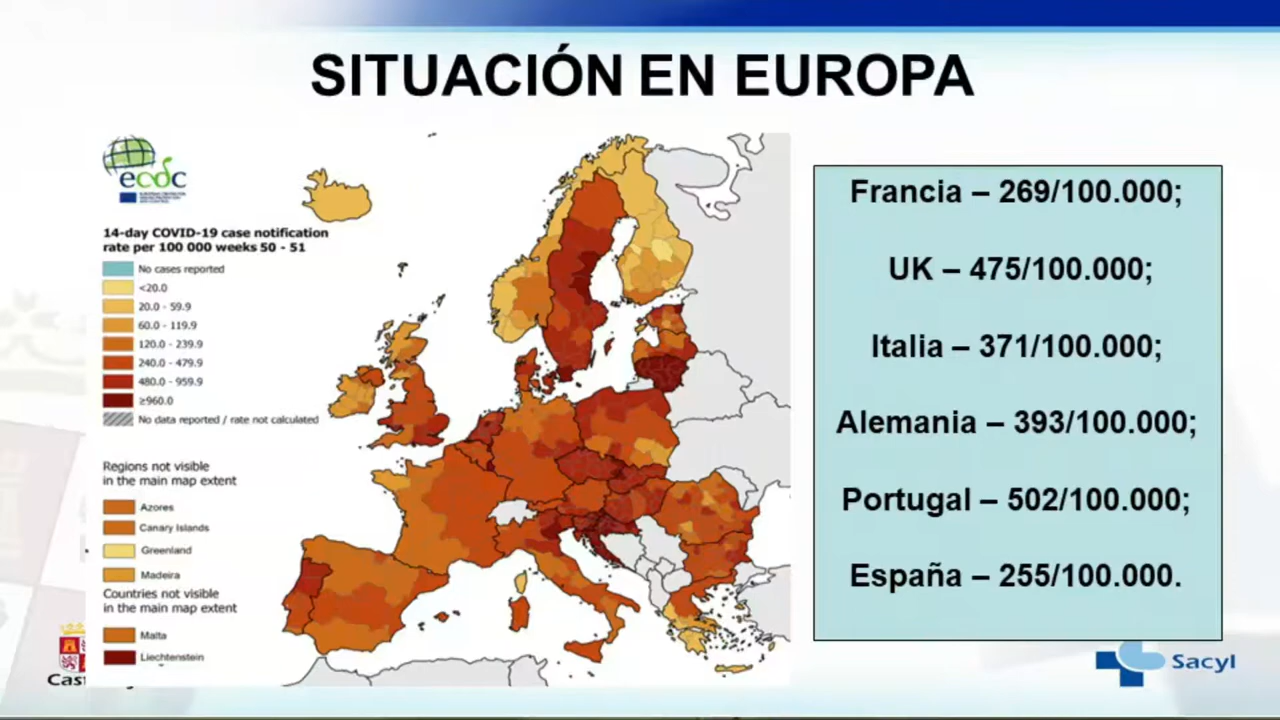 SITUACIÓN EN EUROPA
ecdc
14-day COVID-19 case notification
rate per 100 000 weeks 50 - 51
No cases reported
<20.0
20.0 - 59.9
60.0 - 119.9
120.0 - 239.9
240.0 - 479.9
480.0 - 959.9
≥960.0
No data reported / rate not calculated
Regions not visible
in the main map extent
Azores
Canary Islands
Greenland
Madeira
Countries not visible
in the main map extent
Malta
Liechtenstein
Francia – 269/100.000;
UK – 475/100.000;
Italia – 371/100.000;
Alemania – 393/100.000;
Portugal – 502/100.000;
España – 255/100.000.
Sacyl